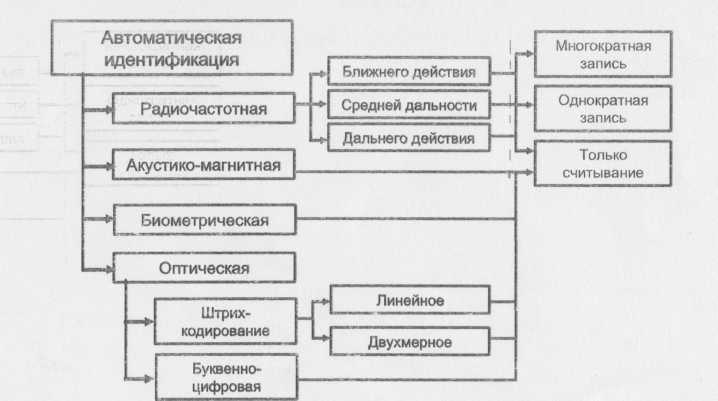 Автоматическая
идентификация
Радиочастотная
Ближнего действия
Средней дальности
Дальнего действия
Многократная
запись
Однократная
запись
Только
считывание
Акустико-магнитная
Биометрическая
Оптическая
Штрих-
кодирование
Линейное
Двухмерное
Буквенно-
цифровая